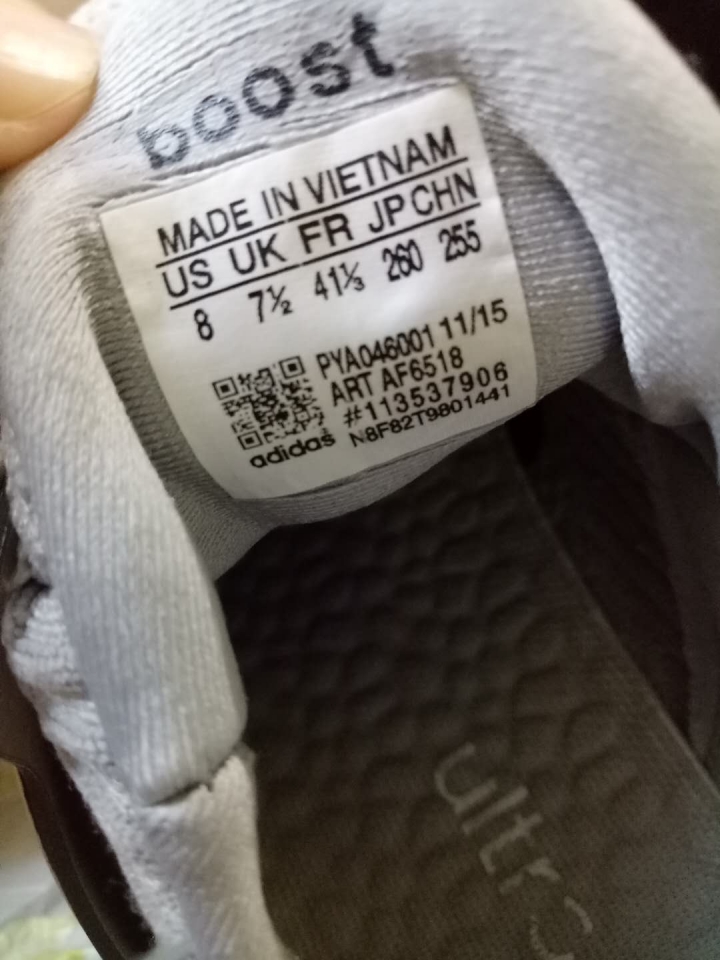 boost
MADE IN VIETNAM
US UK FR JP CHN
8 7½ 41⅓ 260 255
PYA046001 11/15
ART AF6518
#113537906
N8F82T9801441
adidas
ultra